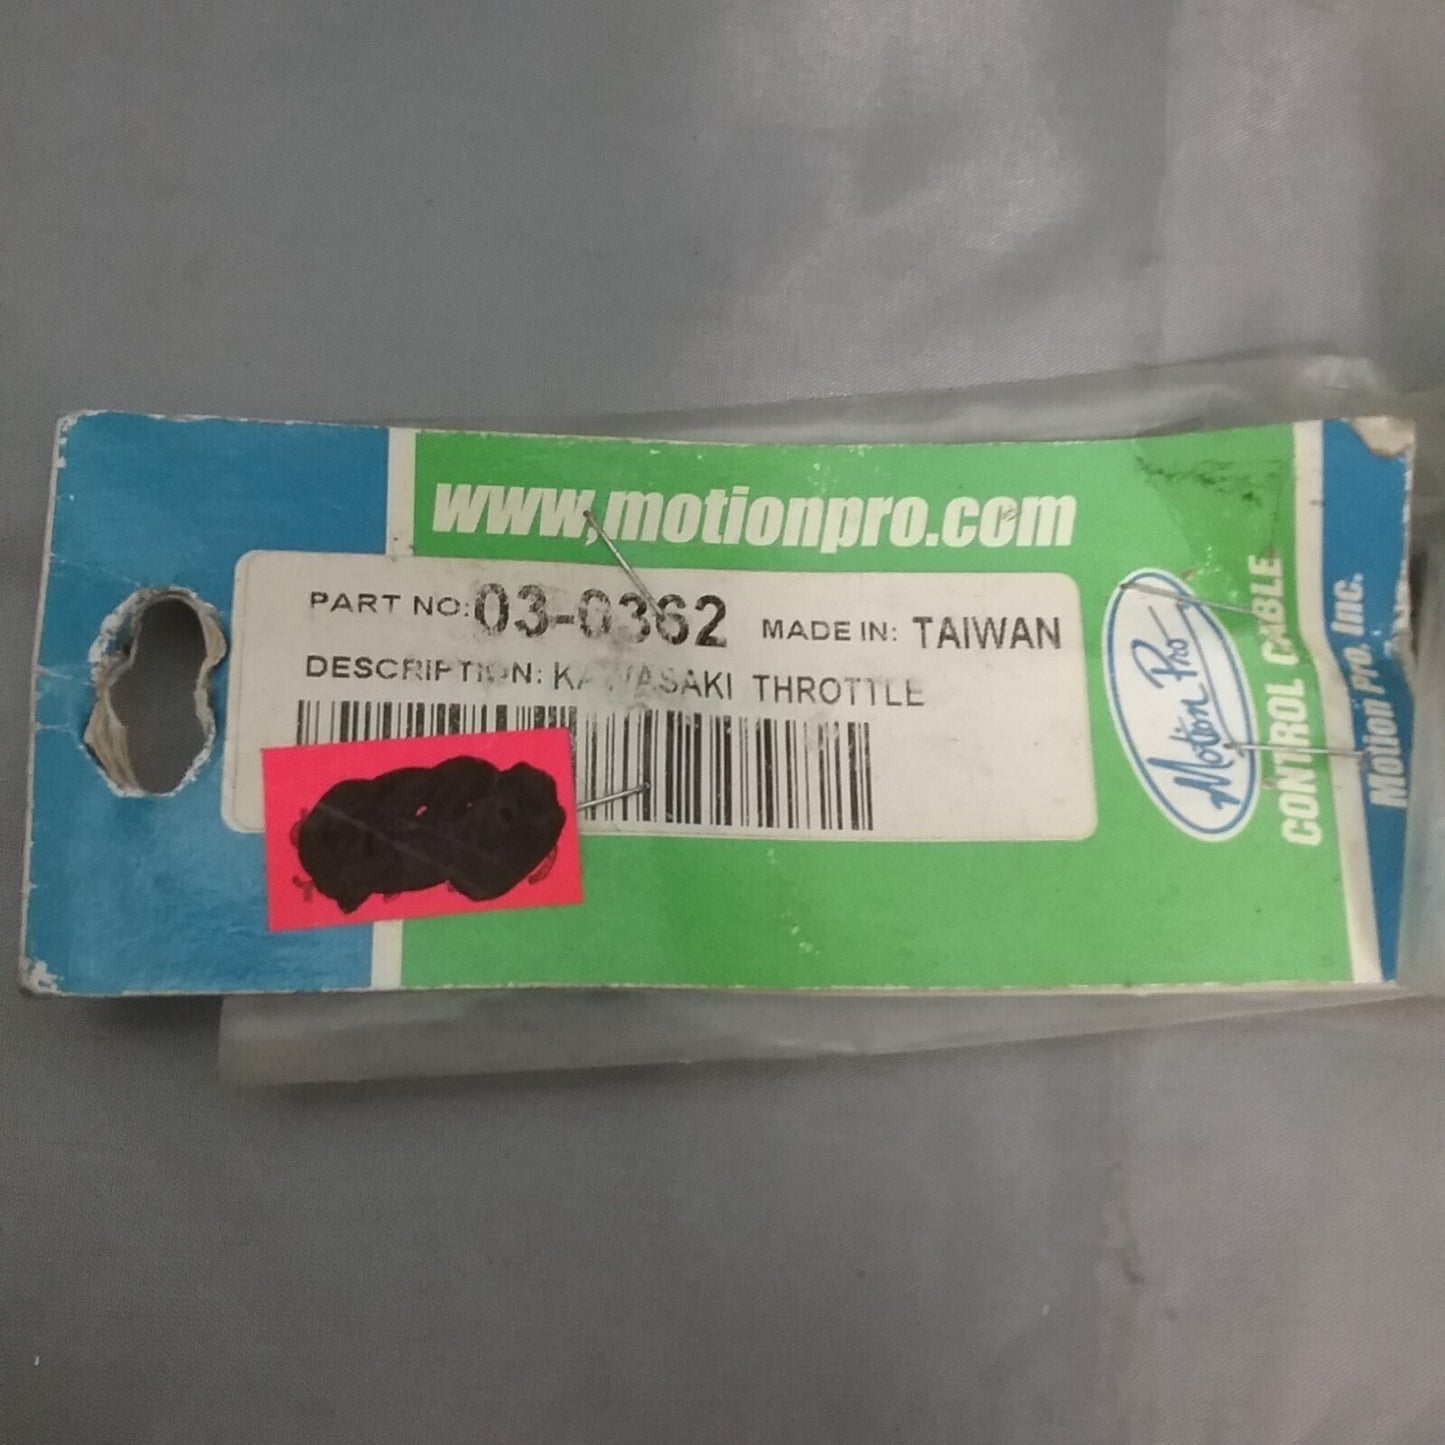 www.motionpro.com
PART NO: 03-0362 MADE IN: TAIWAN
DESCRIPTION: KAWASAKI THROTTLE
Motion Pro
CONTROL CABLE
Motion Pro. Inc.